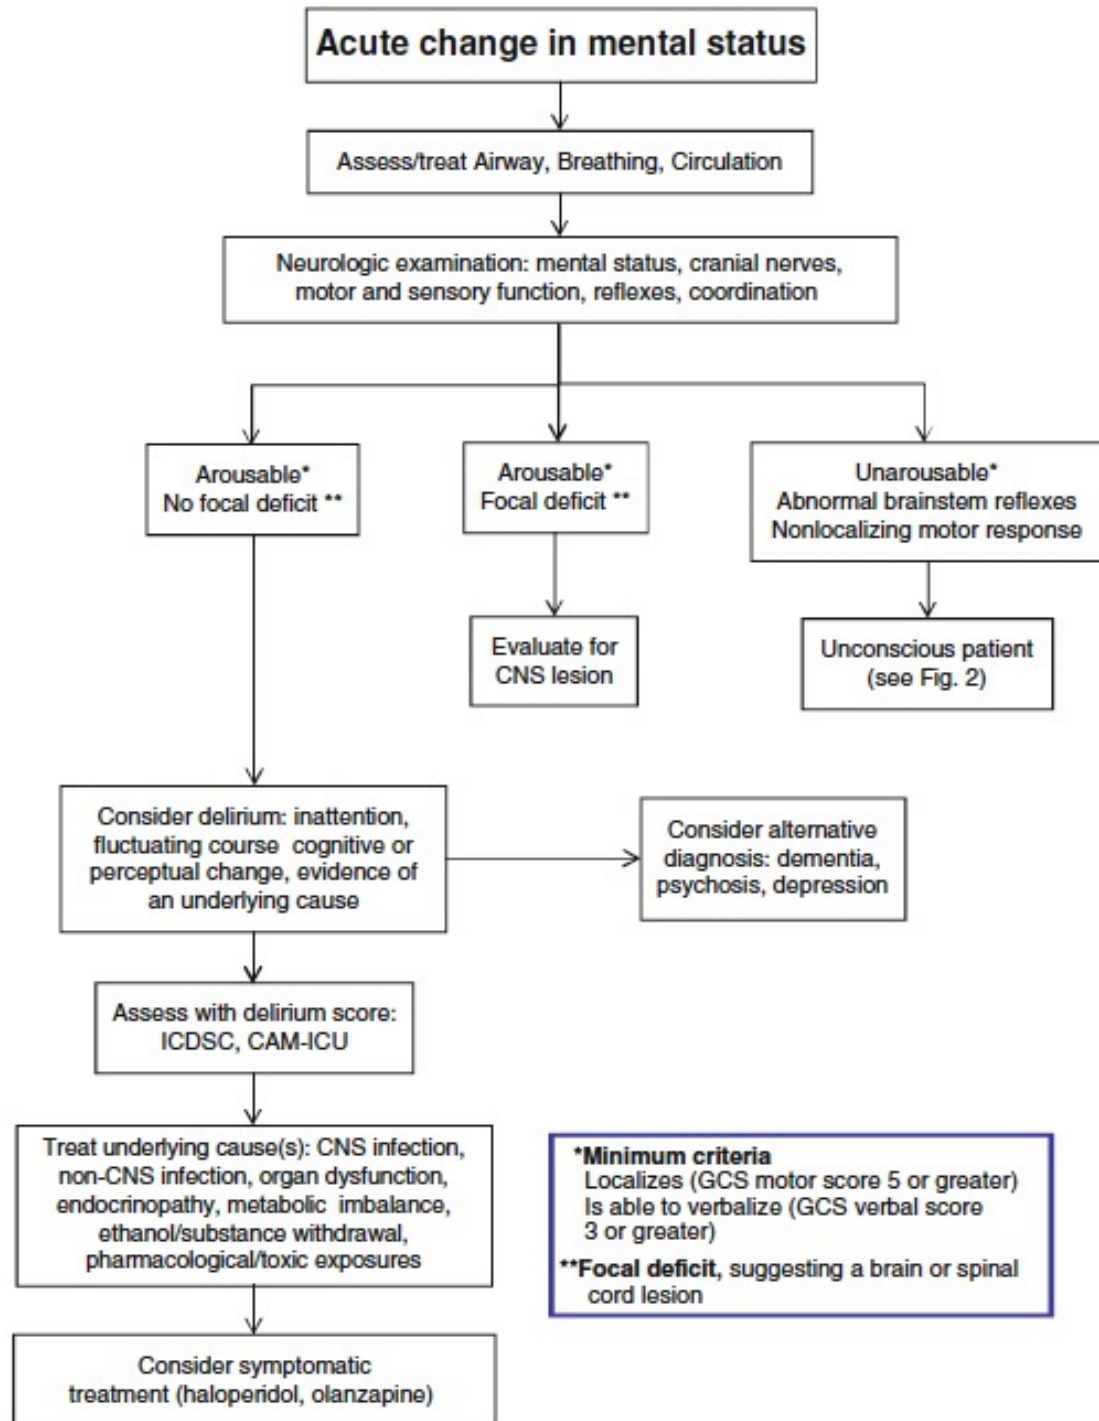 Acute change in mental status
Assess/treat Airway, Breathing, Circulation
Neurologic examination: mental status, cranial nerves,
motor and sensory function, reflexes, coordination
Arousable*
No focal deficit **
Arousable*
Focal deficit **
Unarousable*
Abnormal brainstem reflexes
Nonlocalizing motor response
Evaluate for
CNS lesion
Unconscious patient
(see Fig. 2)
Consider delirium: inattention,
fluctuating course cognitive or
perceptual change, evidence of
an underlying cause
Consider alternative
diagnosis: dementia,
psychosis, depression
Assess with delirium score:
ICDSC, CAM-ICU
Treat underlying cause(s): CNS infection,
non-CNS infection, organ dysfunction,
endocrinopathy, metabolic imbalance,
ethanol/substance withdrawal,
pharmacological/toxic exposures
*Minimum criteria
Localizes (GCS motor score 5 or greater)
Is able to verbalize (GCS verbal score
3 or greater)
**Focal deficit, suggesting a brain or spinal
cord lesion
Consider symptomatic
treatment (haloperidol, olanzapine)